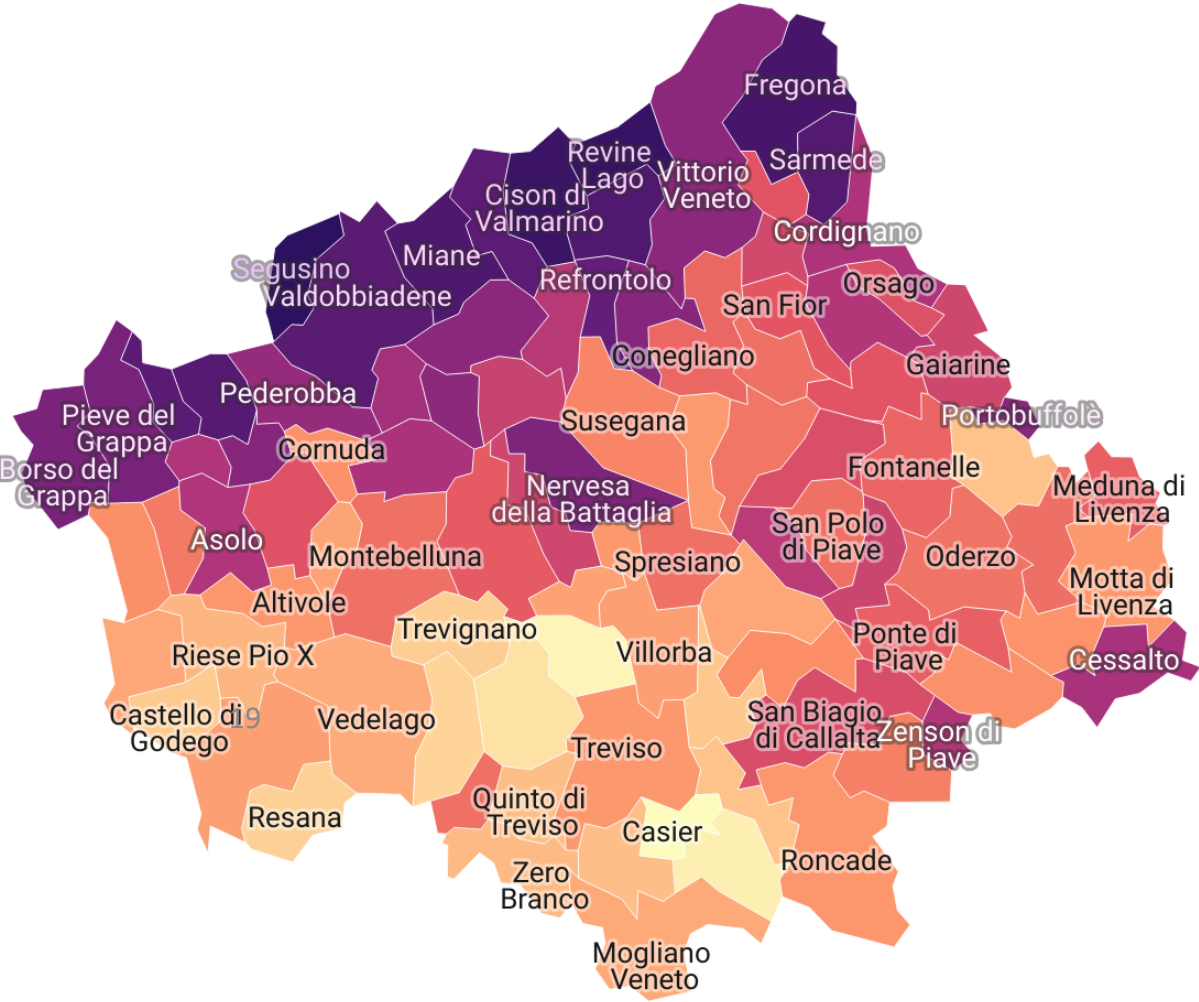 Fregona
Revine
Lago
Sarmede
Vittorio
Veneto
Cison di
Valmarino
Cordignano
Miane
Segusino
Refrontolo
Orsago
Valdobbiadene
San Fior
Conegliano
Gaiarine
Pederobba
Pieve del
Grappa
Portobuffolè
Susegana
Cornuda
Borso del
Grappa
Fontanelle
Nervesa
della Battaglia
Meduna di
Livenza
San Polo
di Piave
Asolo
Montebelluna
Spresiano
Oderzo
Motta di
Livenza
Altivole
Trevignano
Ponte di
Piave
Riese Pio X
Villorba
Cessalto
Castello di
Godego
19
Vedelago
San Biagio
di Callalta
Zenson di
Piave
Treviso
Quinto di
Treviso
Resana
Casier
Roncade
Zero
Branco
Mogliano
Veneto